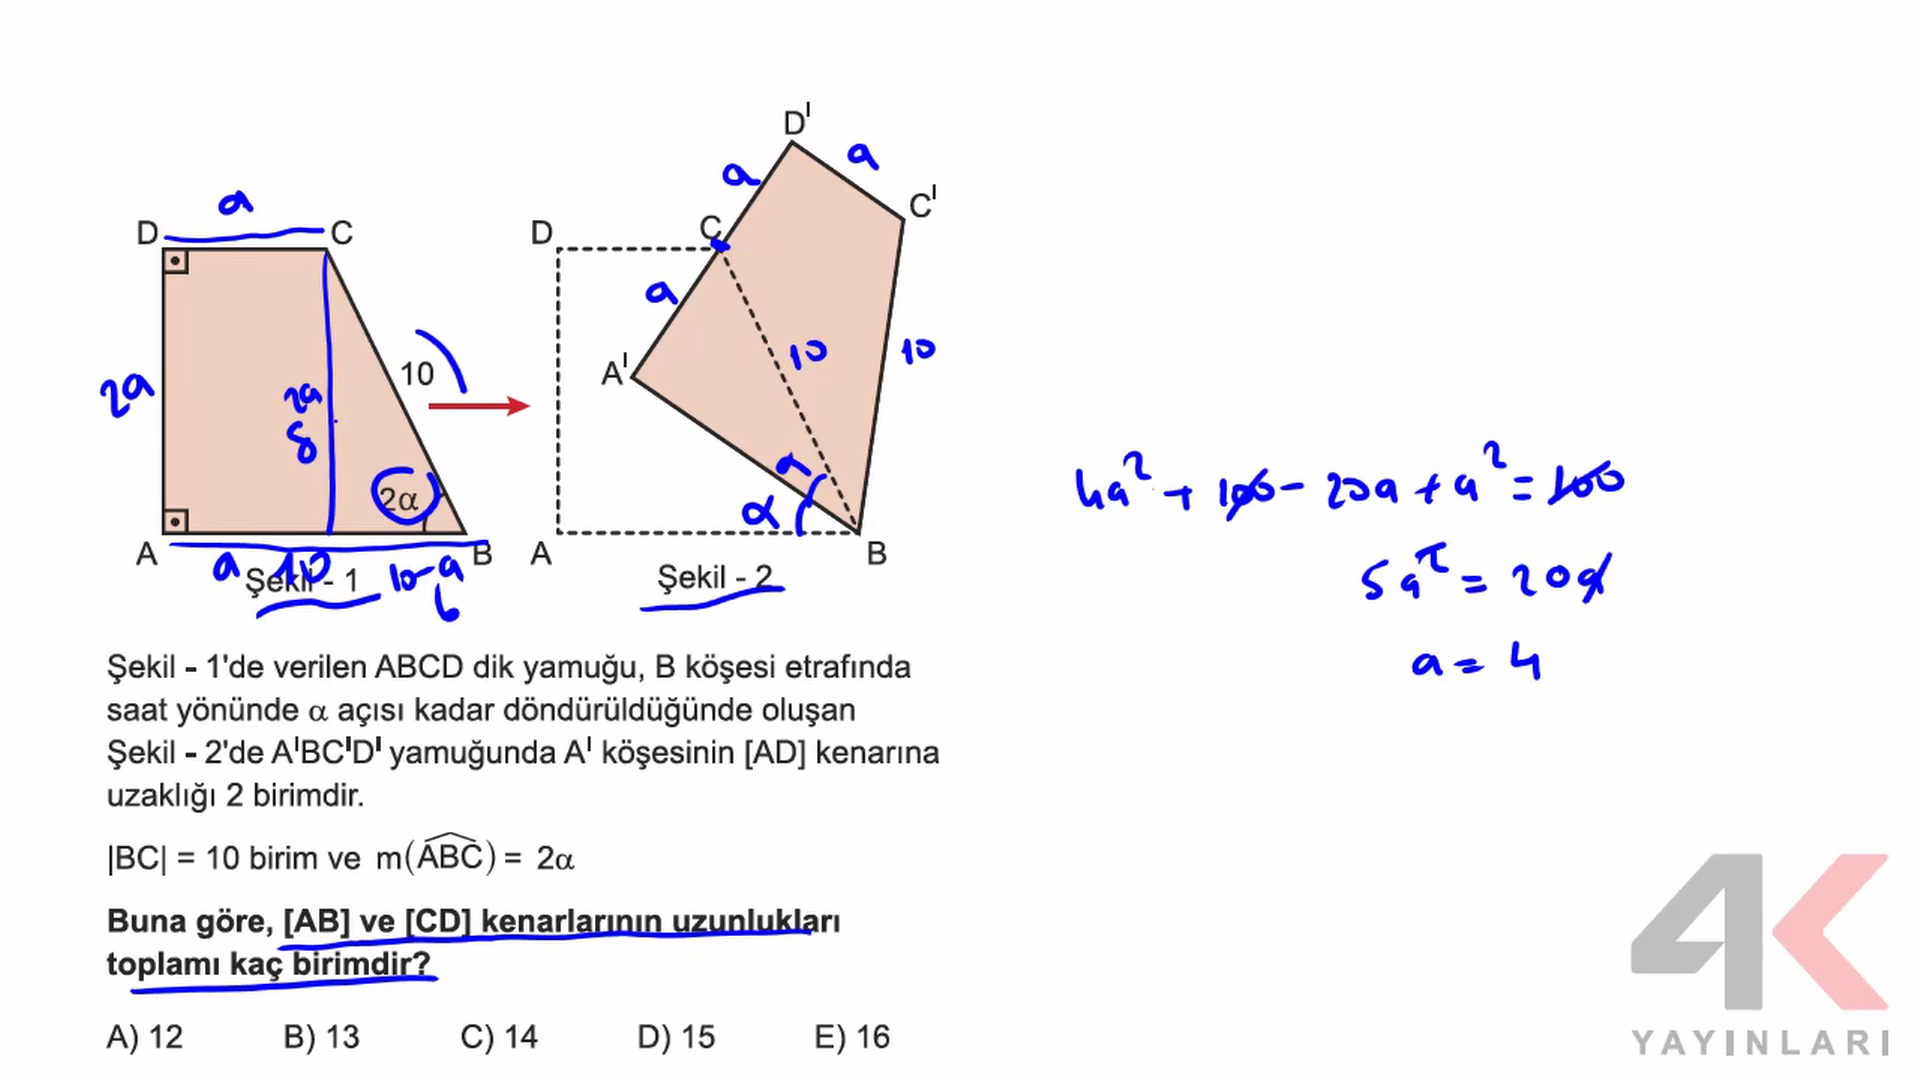 D'
a
a
C'
a
D
C
D
C
a
2a
2a
8
10
A'
10
10
2α
α
α
A
B
A
B
a
10
10-a
6
Şekil - 1
Şekil - 2
4a² + 100 - 20a + a² = 100
5a² = 20a
a = 4
Şekil - 1'de verilen ABCD dik yamuğu, B köşesi etrafında
saat yönünde α açısı kadar döndürüldüğünde oluşan
Şekil - 2'de A'BC'D' yamuğunda A' köşesinin [AD] kenarına
uzaklığı 2 birimdir.
|BC| = 10 birim ve m(ABC) = 2α
Buna göre, [AB] ve [CD] kenarlarının uzunlukları
toplamı kaç birimdir?
A) 12 B) 13 C) 14 D) 15 E) 16
4K
YAYINLARI